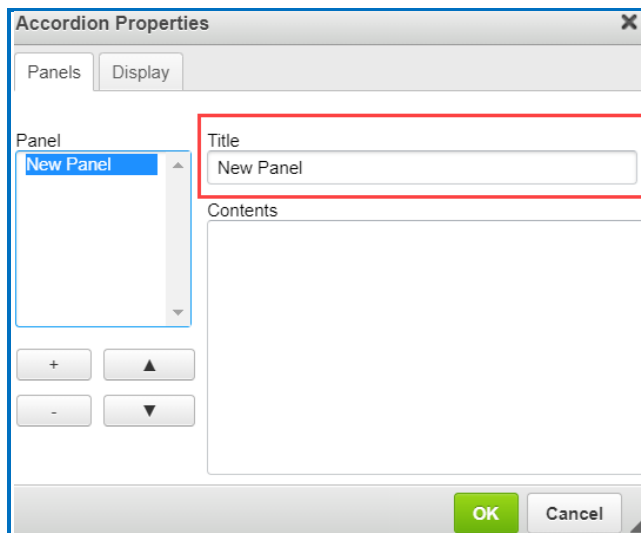 Accordion Properties
Panels Display
Panel
New Panel
Title
New Panel
Contents
+ ▲
- ▼
OK Cancel